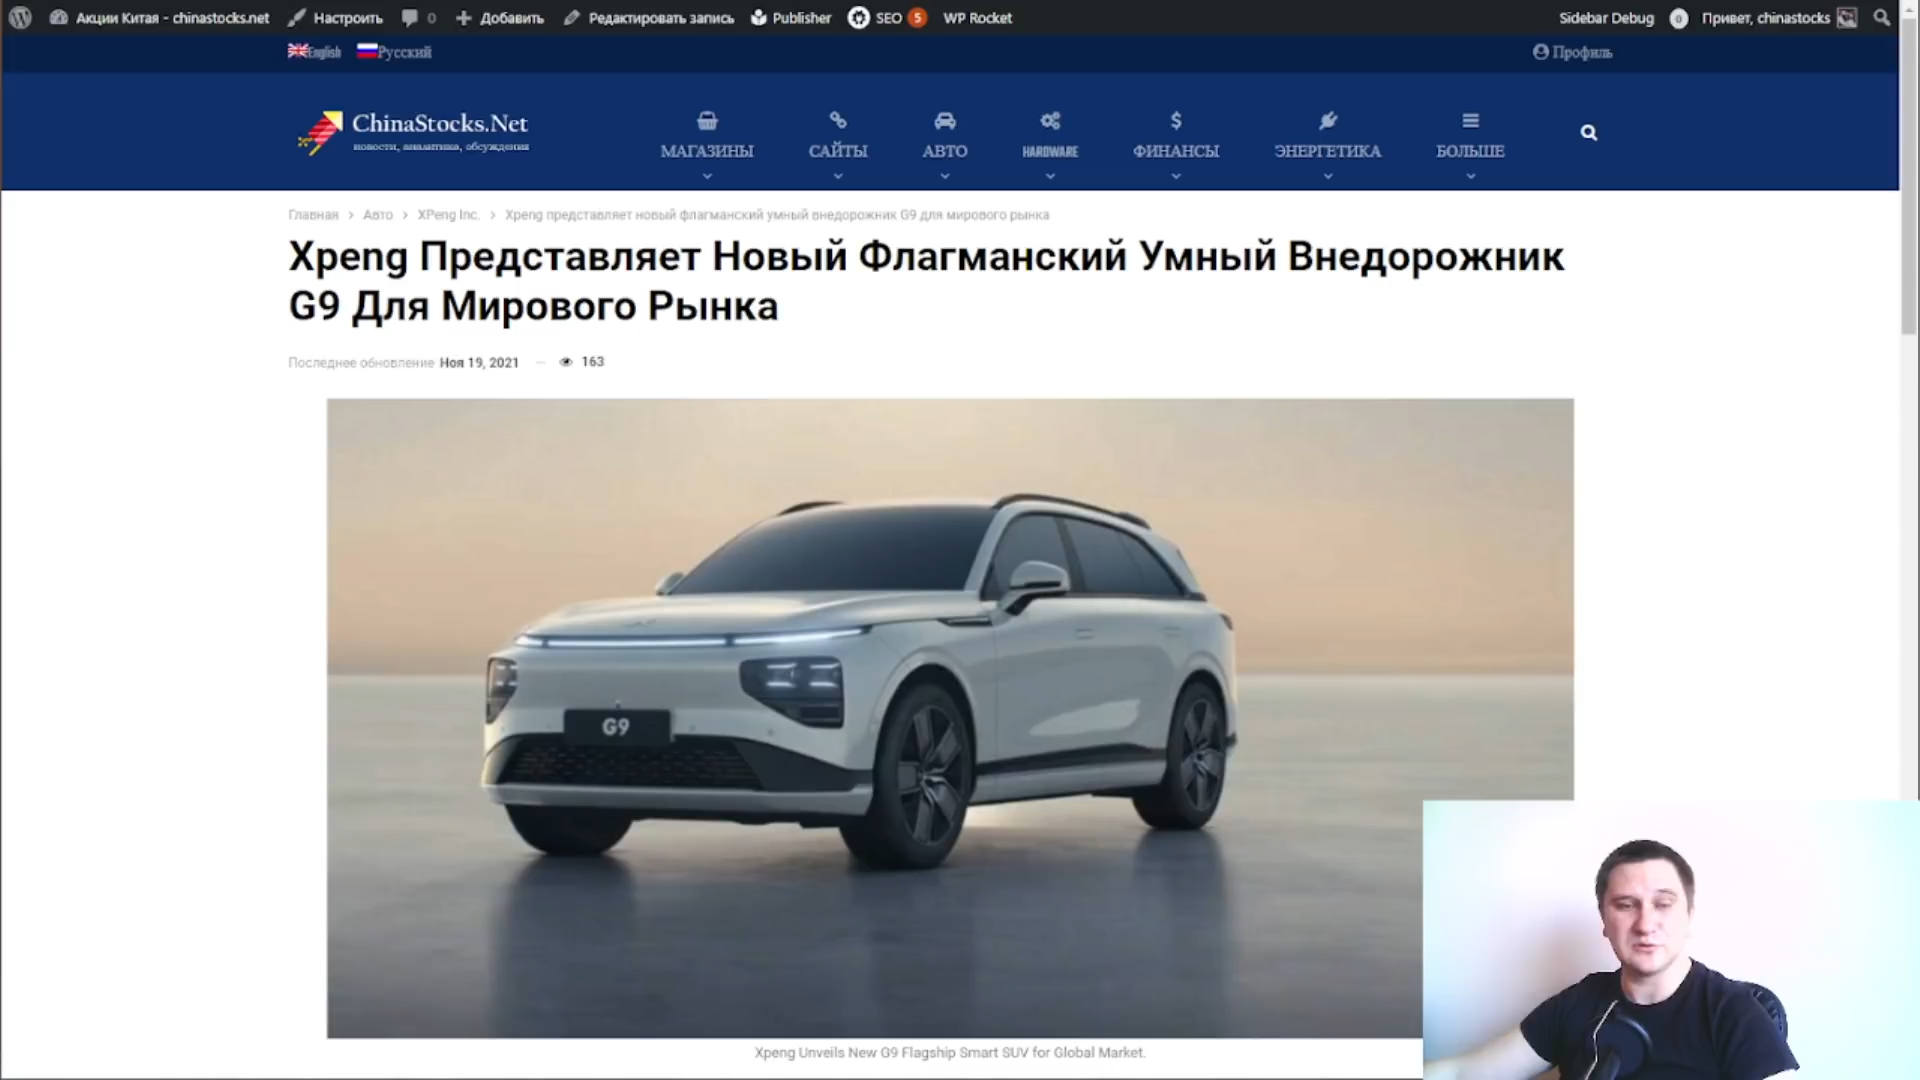 Акции Китая - chinastocks.net Настроить 0 Добавить Редактировать запись Publisher SEO 5 WP Rocket Sidebar Debug 0 Привет, chinastocks
English Русский Профиль
ChinaStocks.Net
новости, аналитика, обсуждения
МАГАЗИНЫ САЙТЫ АВТО HARDWARE ФИНАНСЫ ЭНЕРГЕТИКА БОЛЬШЕ
Главная > Авто > XPeng Inc. > Xpeng представляет новый флагманский умный внедорожник G9 для мирового рынка
Xpeng Представляет Новый Флагманский Умный Внедорожник
G9 Для Мирового Рынка
Последнее обновление Ноя 19, 2021 — 163
G9
Xpeng Unveils New G9 Flagship Smart SUV for Global Market.